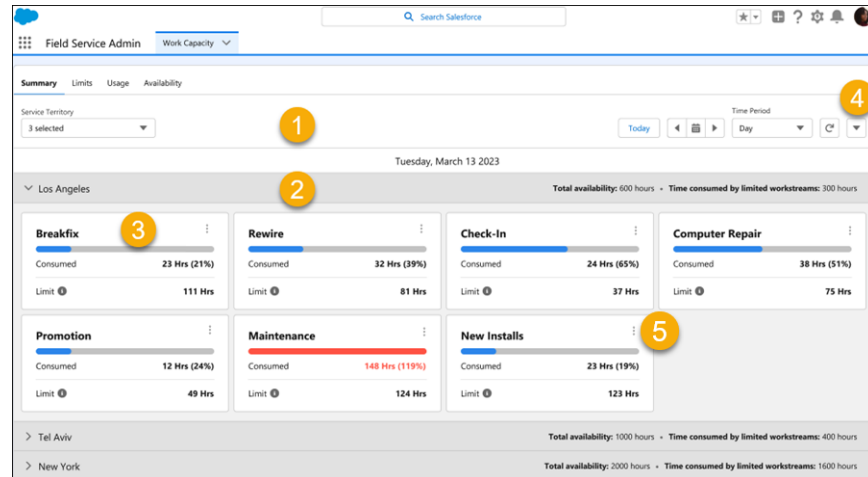 Search Salesforce
Field Service Admin Work Capacity
Summary Limits Usage Availability
4
Service Territory Time Period
3 selected 1 Today Day
Tuesday, March 13 2023
Los Angeles 2 Total availability: 600 hours • Time consumed by limited workstreams: 300 hours
Breakfix 3 Rewire Check-In Computer Repair
Consumed 23 Hrs (21%) Consumed 32 Hrs (39%) Consumed 24 Hrs (65%) Consumed 38 Hrs (51%)
Limit 111 Hrs Limit 81 Hrs Limit 37 Hrs Limit 75 Hrs
Promotion Maintenance New Installs 5
Consumed 12 Hrs (24%) Consumed 148 Hrs (119%) Consumed 23 Hrs (19%)
Limit 49 Hrs Limit 124 Hrs Limit 123 Hrs
Tel Aviv Total availability: 1000 hours • Time consumed by limited workstreams: 400 hours
New York Total availability: 2000 hours • Time consumed by limited workstreams: 1600 hours